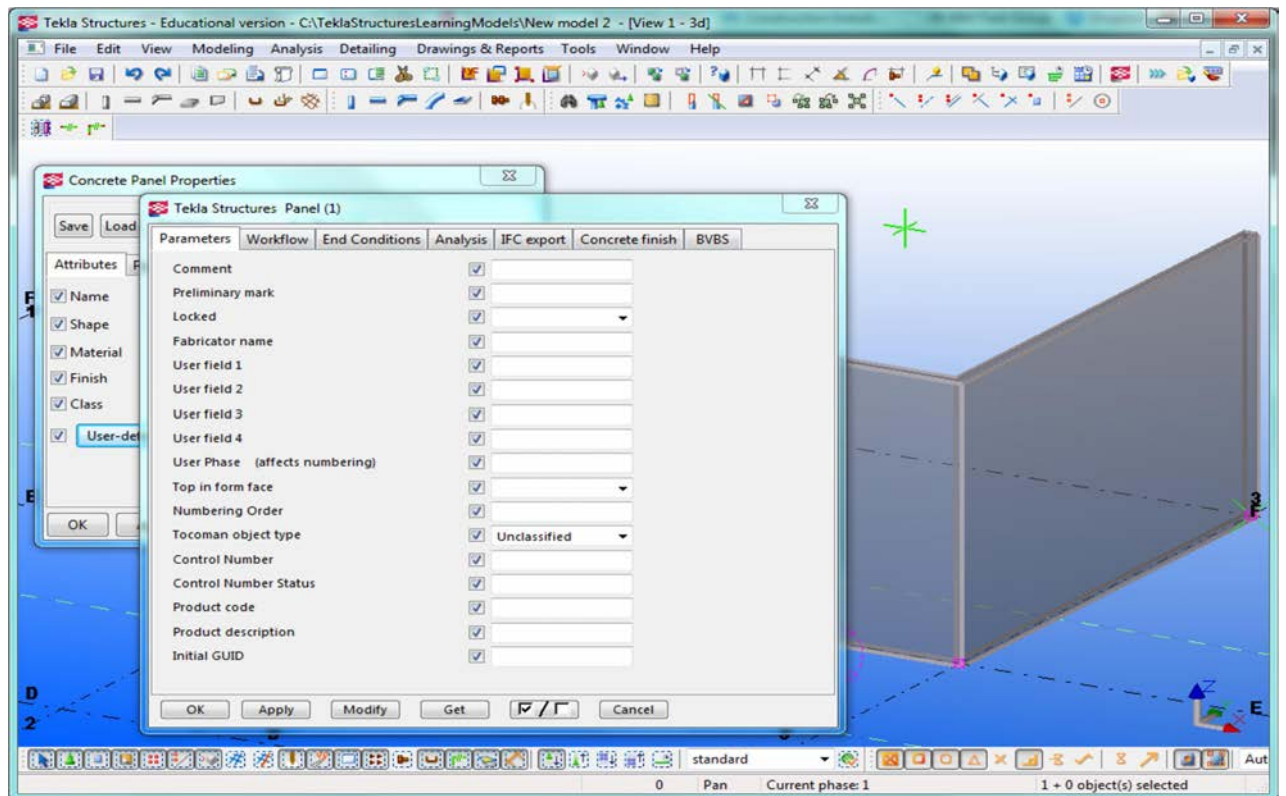 Tekla Structures - Educational version - C:\TeklaStructuresLearningModels\New model 2 - [View 1 - 3d]
File Edit View Modeling Analysis Detailing Drawings & Reports Tools Window Help
Concrete Panel Properties
Save Load
Attributes P
Name
Shape
Material
Finish
Class
User-def
OK A
Tekla Structures Panel (1)
Parameters Workflow End Conditions Analysis IFC export Concrete finish BVBS
Comment
Preliminary mark
Locked
Fabricator name
User field 1
User field 2
User field 3
User field 4
User Phase (affects numbering)
Top in form face
Numbering Order
Tocoman object type Unclassified
Control Number
Control Number Status
Product code
Product description
Initial GUID
OK Apply Modify Get Cancel
F
1
E
D
2
3
F
Z
x
E
standard
Aut
0 Pan Current phase: 1 1 + 0 object(s) selected